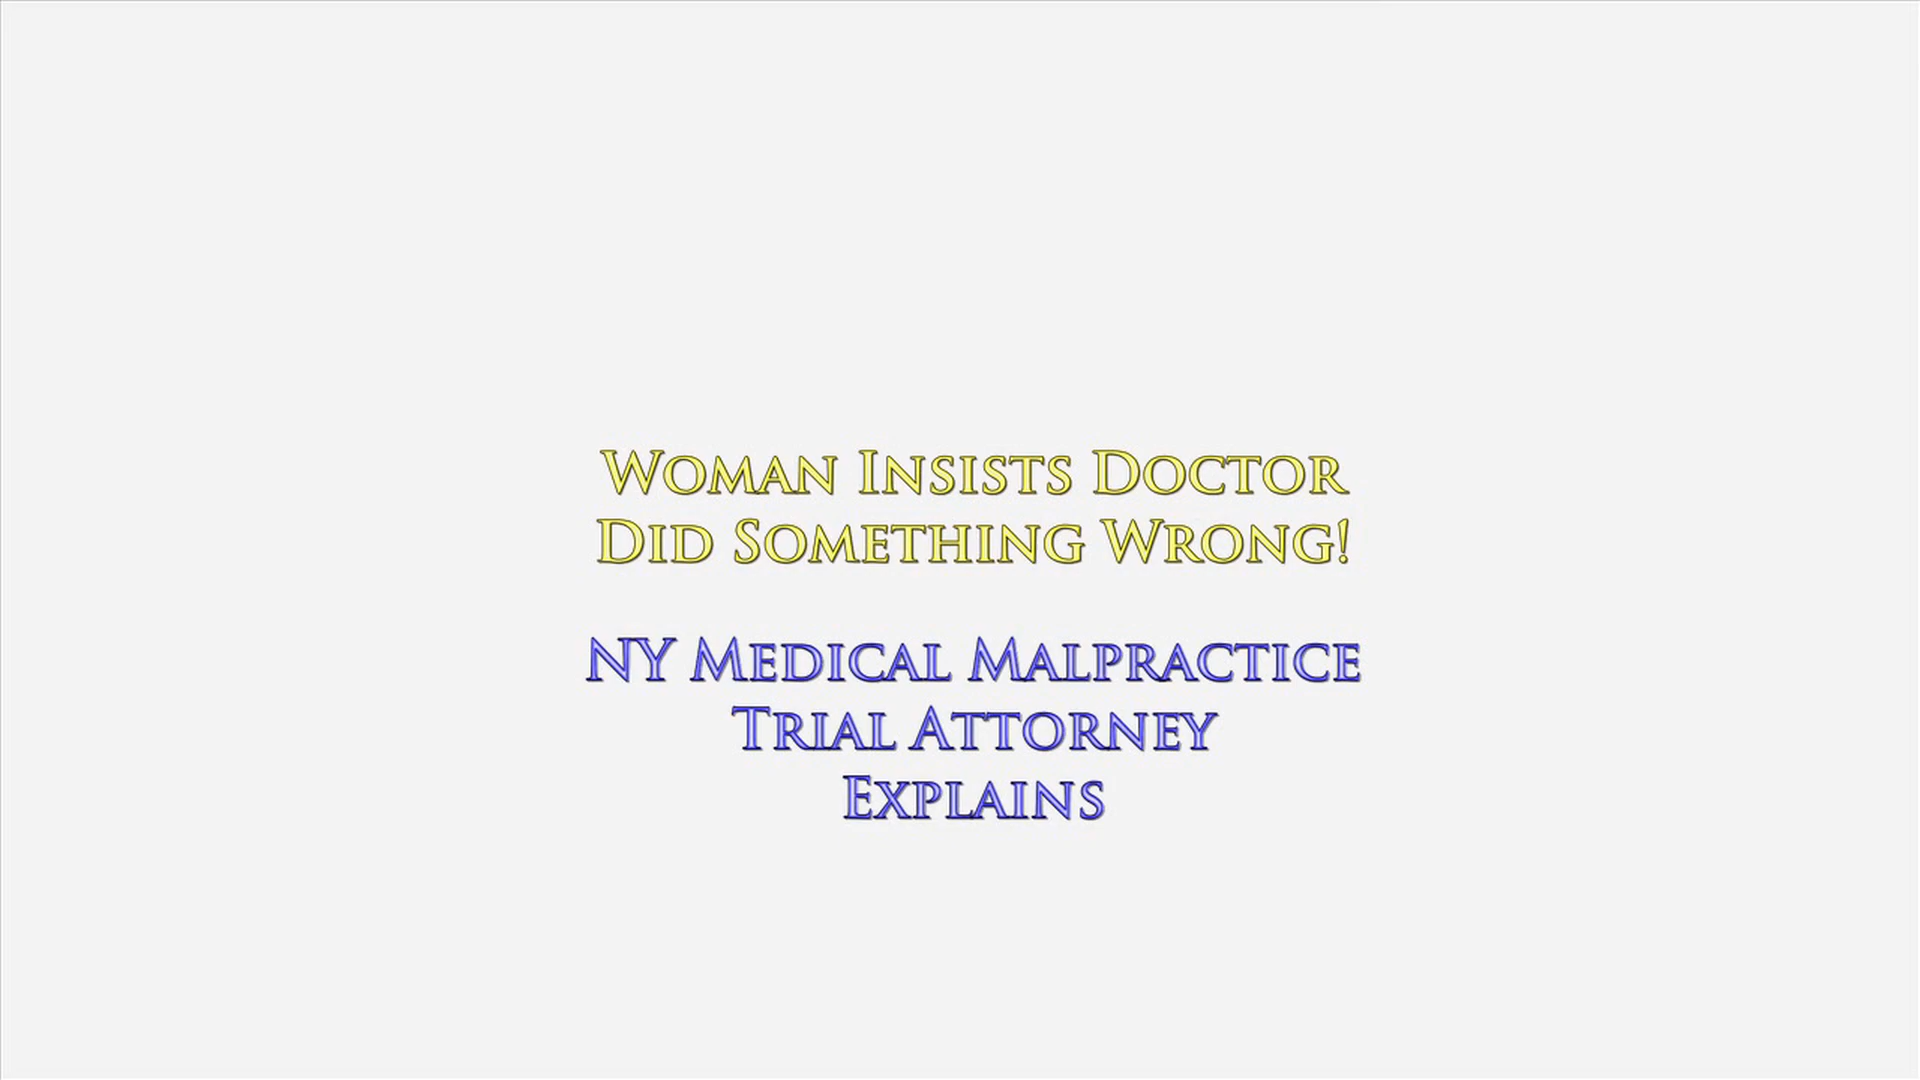 Woman Insists Doctor
Did Something Wrong!
NY Medical Malpractice
Trial Attorney
Explains